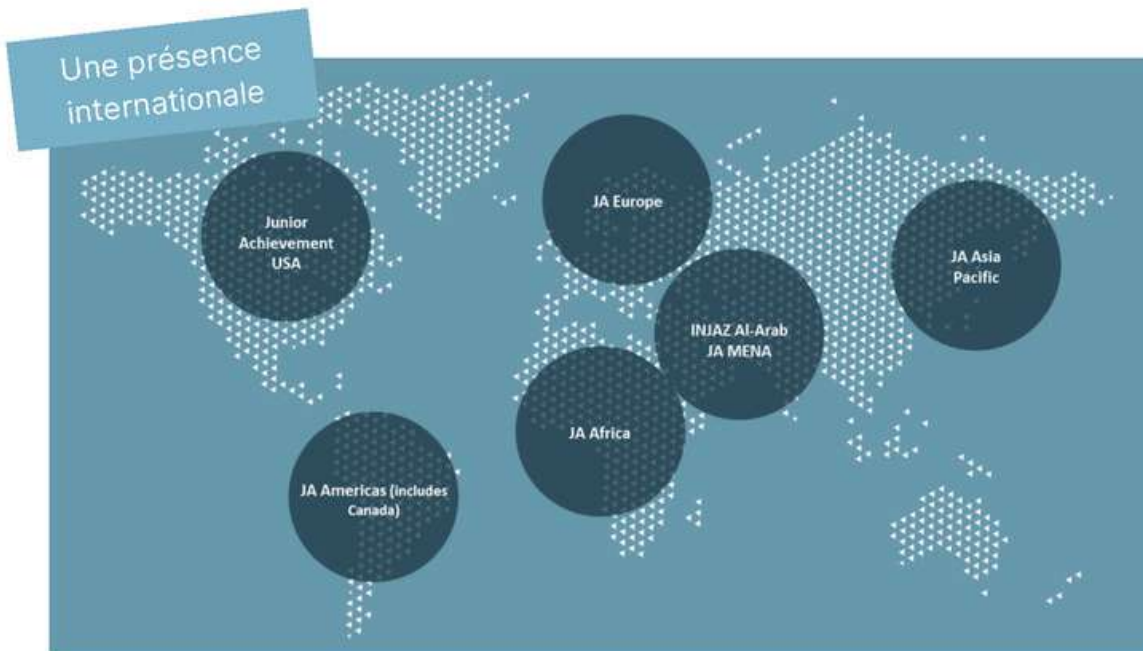 Une présence
internationale
Junior
Achievement
USA
JA Europe
JA Asia
Pacific
INJAZ Al-Arab
JA MENA
JA Africa
JA Americas (includes
Canada)